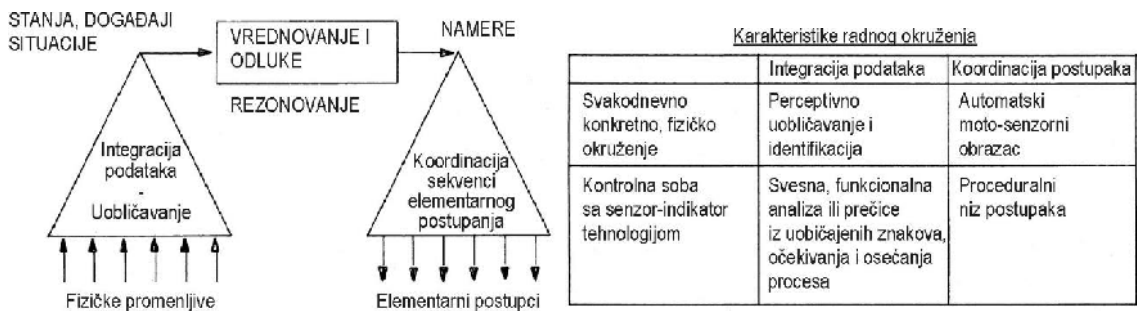 STANJA, DOGAĐAJI
SITUACIJE
VREDNOVANJE I
ODLUKE
NAMERE
REZONOVANJE
Integracija
podataka
-
Uobličavanje
Koordinacija
sekvenci
elementarnog
postupanja
Fizičke promenljive
Elementarni postupci
Karakteristike radnog okruženja
Integracija podataka
Koordinacija postupaka
Svakodnevno
konkretno, fizičko
okruženje
Perceptivno
uobličavanje i
identifikacija
Automatski
moto-senzorni
obrazac
Kontrolna soba
sa senzor-indikator
tehnologijom
Svesna, funkcionalna
analiza ili prečice
iz uobičajenih znakova,
očekivanja i osećanja
procesa
Proceduralni
niz postupaka